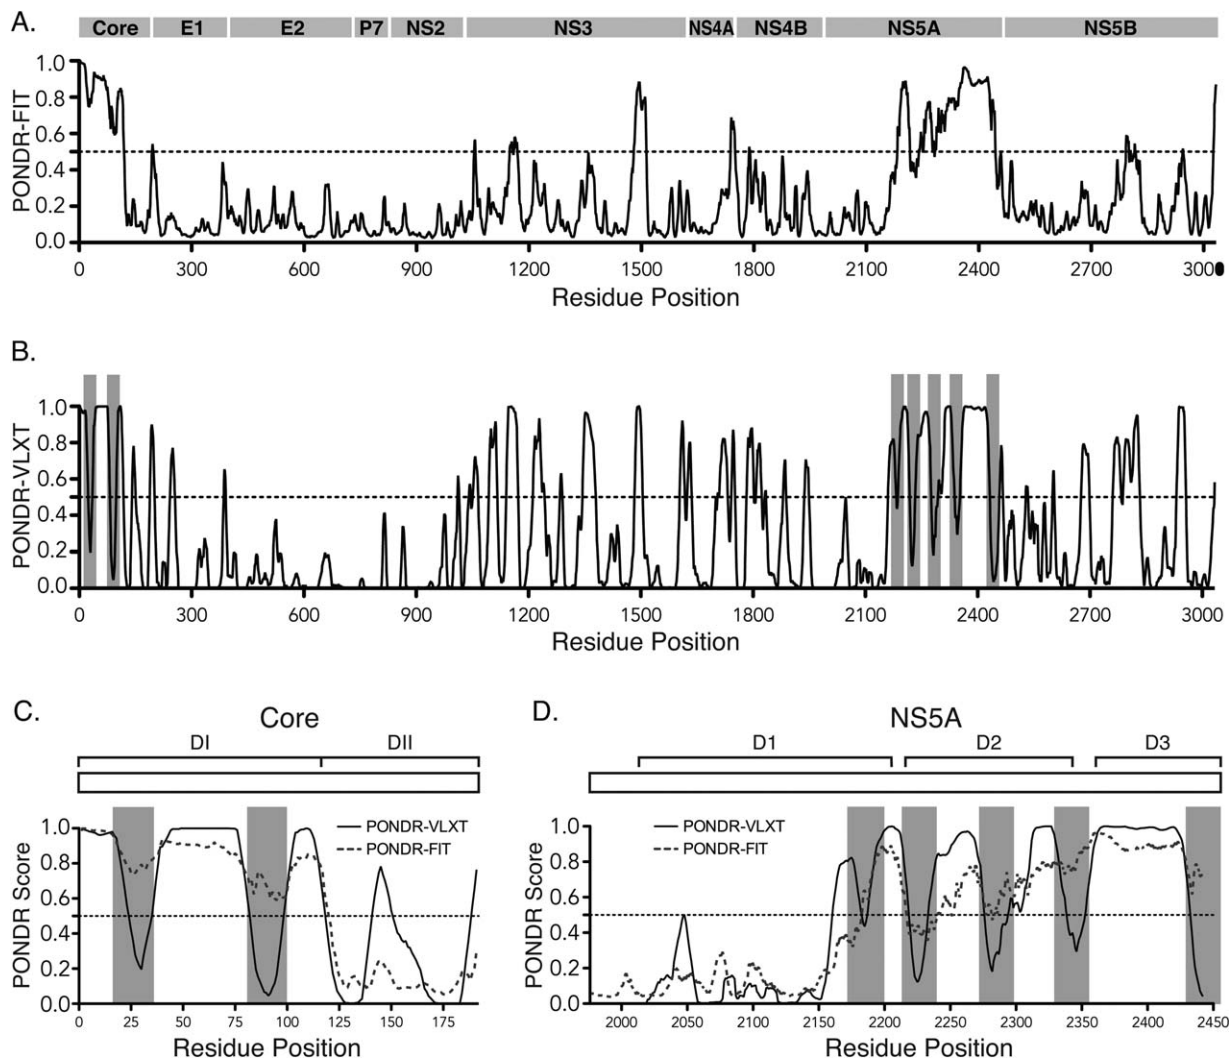 A.
Core E1 E2 P7 NS2 NS3 NS4A NS4B NS5A NS5B
PONDR-FIT
1.0
0.8
0.6
0.4
0.2
0.0
0 300 600 900 1200 1500 1800 2100 2400 2700 3000
Residue Position
B.
PONDR-VLXT
1.0
0.8
0.6
0.4
0.2
0.0
0 300 600 900 1200 1500 1800 2100 2400 2700 3000
Residue Position
C.
Core
DI DII
PONDR Score
1.0
0.8
0.6
0.4
0.2
0.0
PONDR-VLXT
PONDR-FIT
0 25 50 75 100 125 150 175
Residue Position
D.
NS5A
D1 D2 D3
PONDR Score
1.0
0.8
0.6
0.4
0.2
0.0
PONDR-VLXT
PONDR-FIT
2000 2050 2100 2150 2200 2250 2300 2350 2400 2450
Residue Position